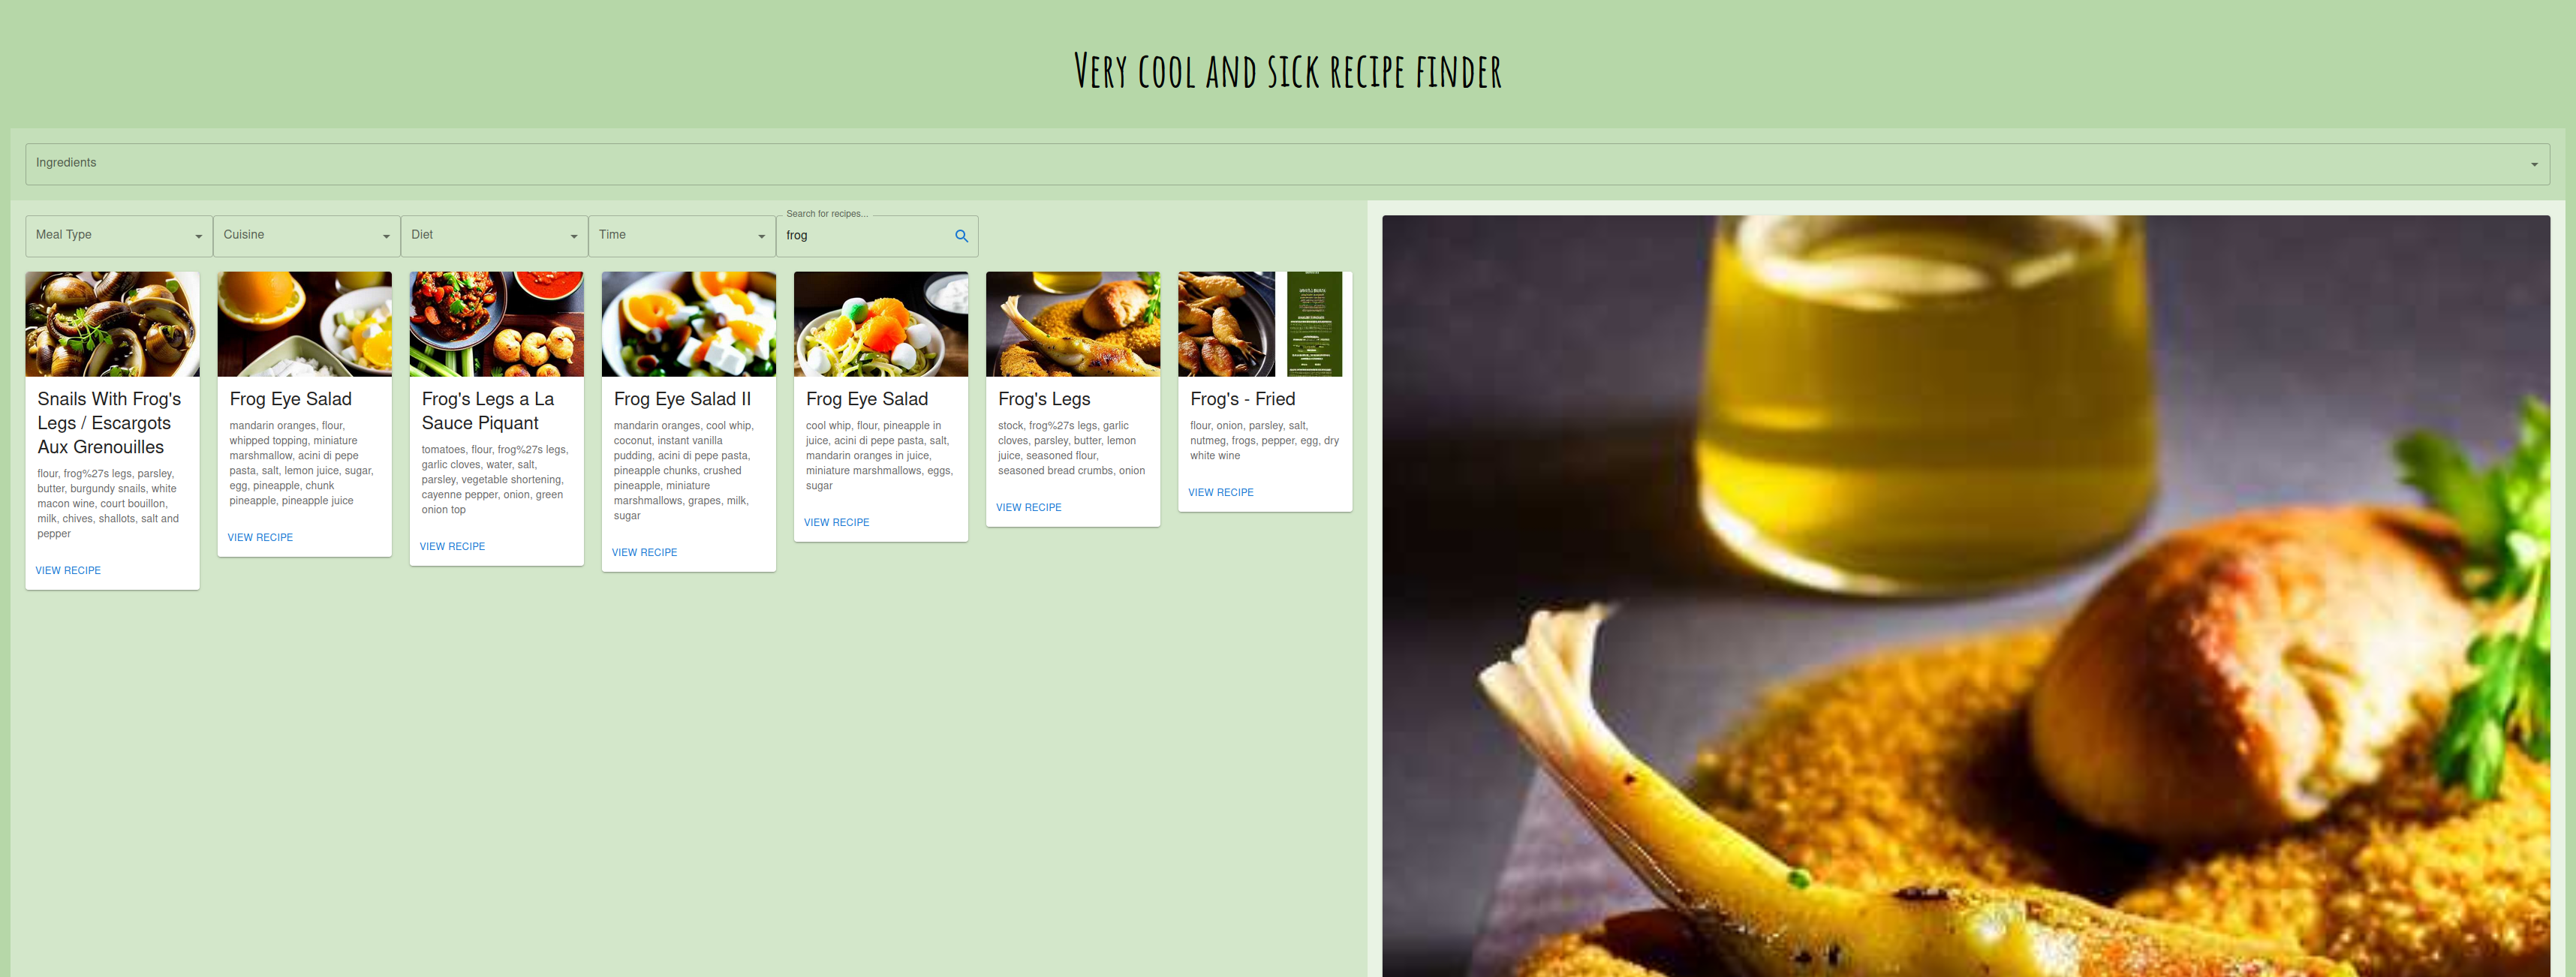 Very cool and sick recipe finder
Ingredients
Meal Type
Cuisine
Diet
Time
Search for recipes...
frog
Snails With Frog's
Legs / Escargots
Aux Grenouilles
flour, frog%27s legs, parsley,
butter, burgundy snails, white
macon wine, court bouillon,
milk, chives, shallots, salt and
pepper
VIEW RECIPE
Frog Eye Salad
mandarin oranges, flour,
whipped topping, miniature
marshmallow, acini di pepe
pasta, salt, lemon juice, sugar,
egg, pineapple, chunk
pineapple, pineapple juice
VIEW RECIPE
Frog's Legs a La
Sauce Piquant
tomatoes, flour, frog%27s legs,
garlic cloves, water, salt,
parsley, vegetable shortening,
cayenne pepper, onion, green
onion top
VIEW RECIPE
Frog Eye Salad II
mandarin oranges, cool whip,
coconut, instant vanilla
pudding, acini di pepe pasta,
pineapple chunks, crushed
pineapple, miniature
marshmallows, grapes, milk,
sugar
VIEW RECIPE
Frog Eye Salad
cool whip, flour, pineapple in
juice, acini di pepe pasta, salt,
mandarin oranges in juice,
miniature marshmallows, eggs,
sugar
VIEW RECIPE
Frog's Legs
stock, frog%27s legs, garlic
cloves, parsley, butter, lemon
juice, seasoned flour,
seasoned bread crumbs, onion
VIEW RECIPE
Frog's - Fried
flour, onion, parsley, salt,
nutmeg, frogs, pepper, egg, dry
white wine
VIEW RECIPE